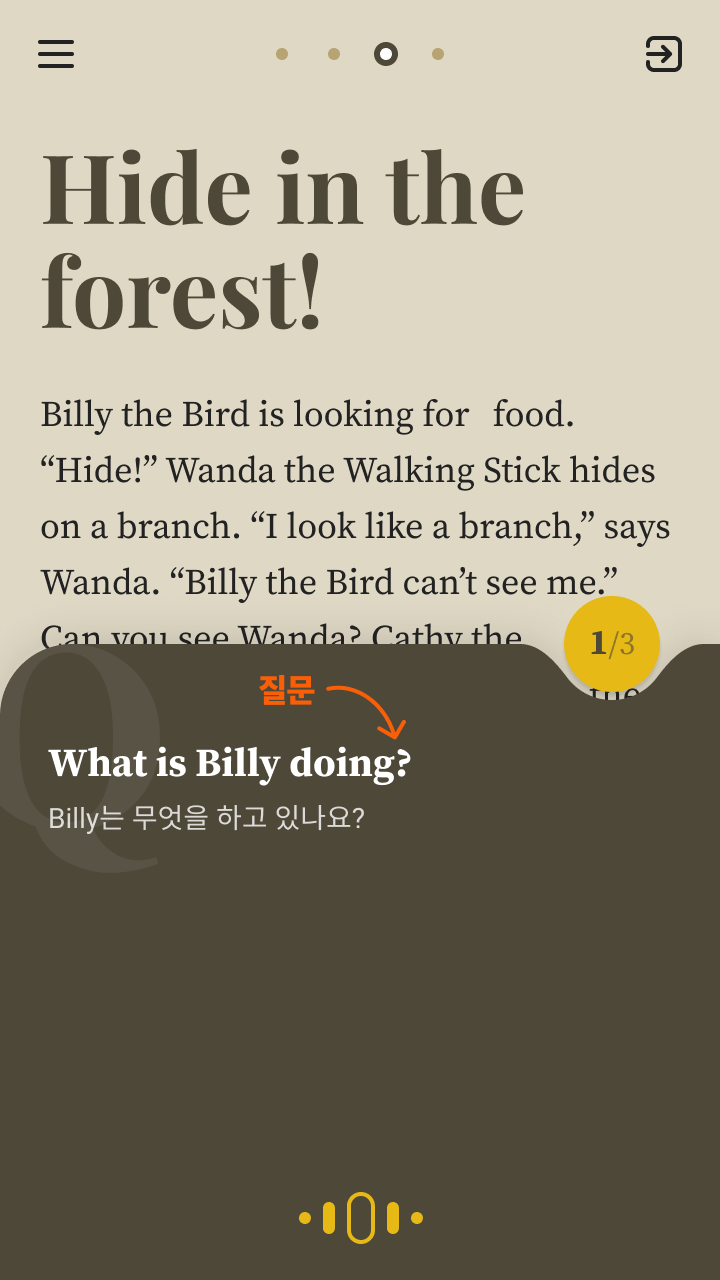 Hide in the
forest!
Billy the Bird is looking for food.
“Hide!” Wanda the Walking Stick hides
on a branch. “I look like a branch,” says
Wanda. “Billy the Bird can’t see me.”
Can you see Wanda? Cathy the
1/3
the
Q
질문
What is Billy doing?
Billy는 무엇을 하고 있나요?